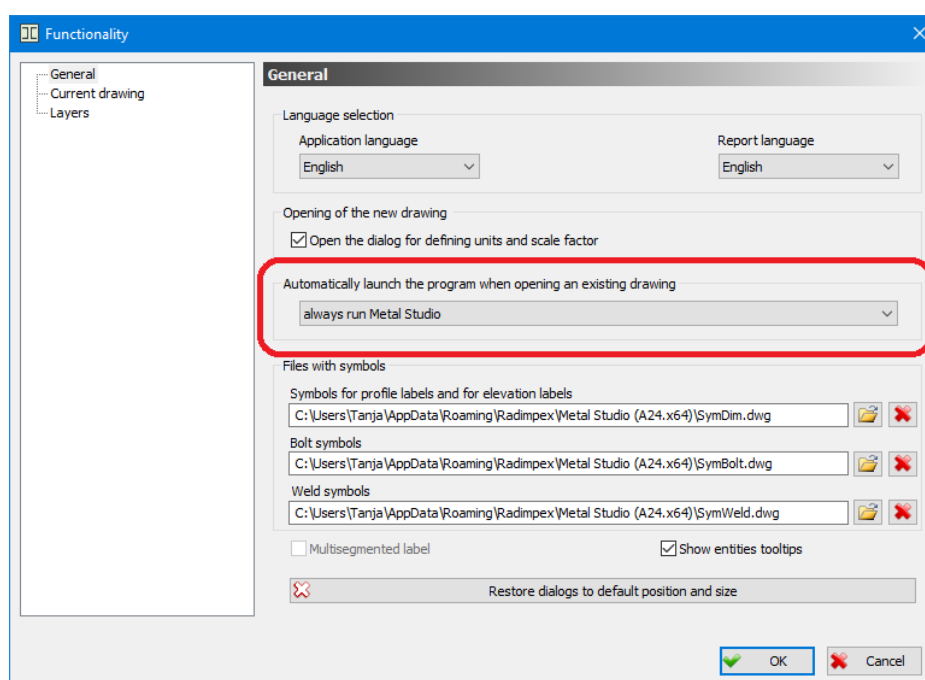 Functionality
General
Current drawing
Layers
General
Language selection
Application language
Report language
English
English
Opening of the new drawing
Open the dialog for defining units and scale factor
Automatically launch the program when opening an existing drawing
always run Metal Studio
Files with symbols
Symbols for profile labels and for elevation labels
C:\Users\Tanja\AppData\Roaming\Radimpex\Metal Studio (A24.x64)\SymDim.dwg
Bolt symbols
C:\Users\Tanja\AppData\Roaming\Radimpex\Metal Studio (A24.x64)\SymBolt.dwg
Weld symbols
C:\Users\Tanja\AppData\Roaming\Radimpex\Metal Studio (A24.x64)\SymWeld.dwg
Multisegmented label
Show entities tooltips
Restore dialogs to default position and size
OK
Cancel